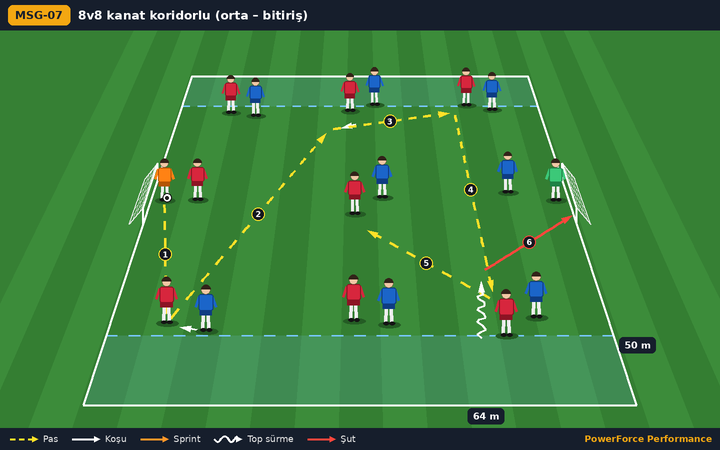 MSG-07 8v8 kanat koridorlu (orta – bitiriş)
3
2
4
1
5
6
50 m
64 m
Pas Koşu Sprint Top sürme Şut PowerForce Performance